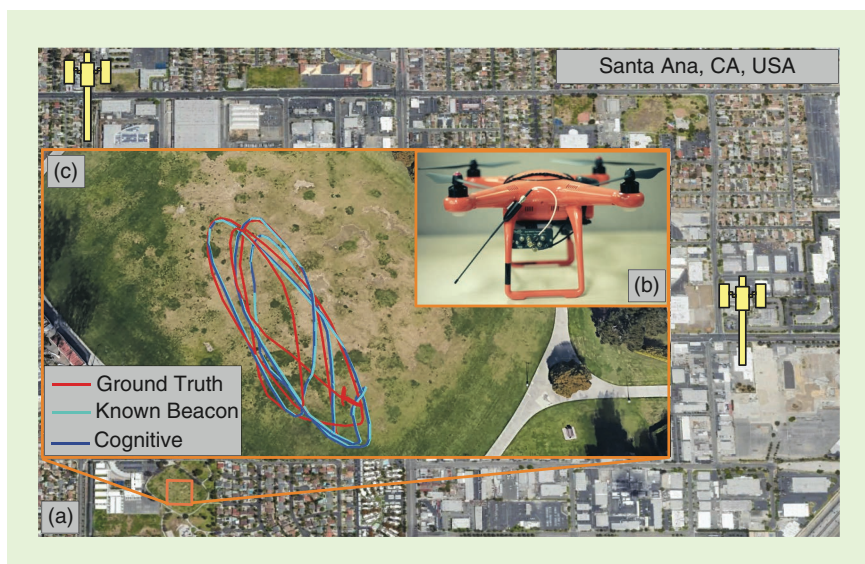 Santa Ana, CA, USA
(c)
(b)
Ground Truth
Known Beacon
Cognitive
(a)